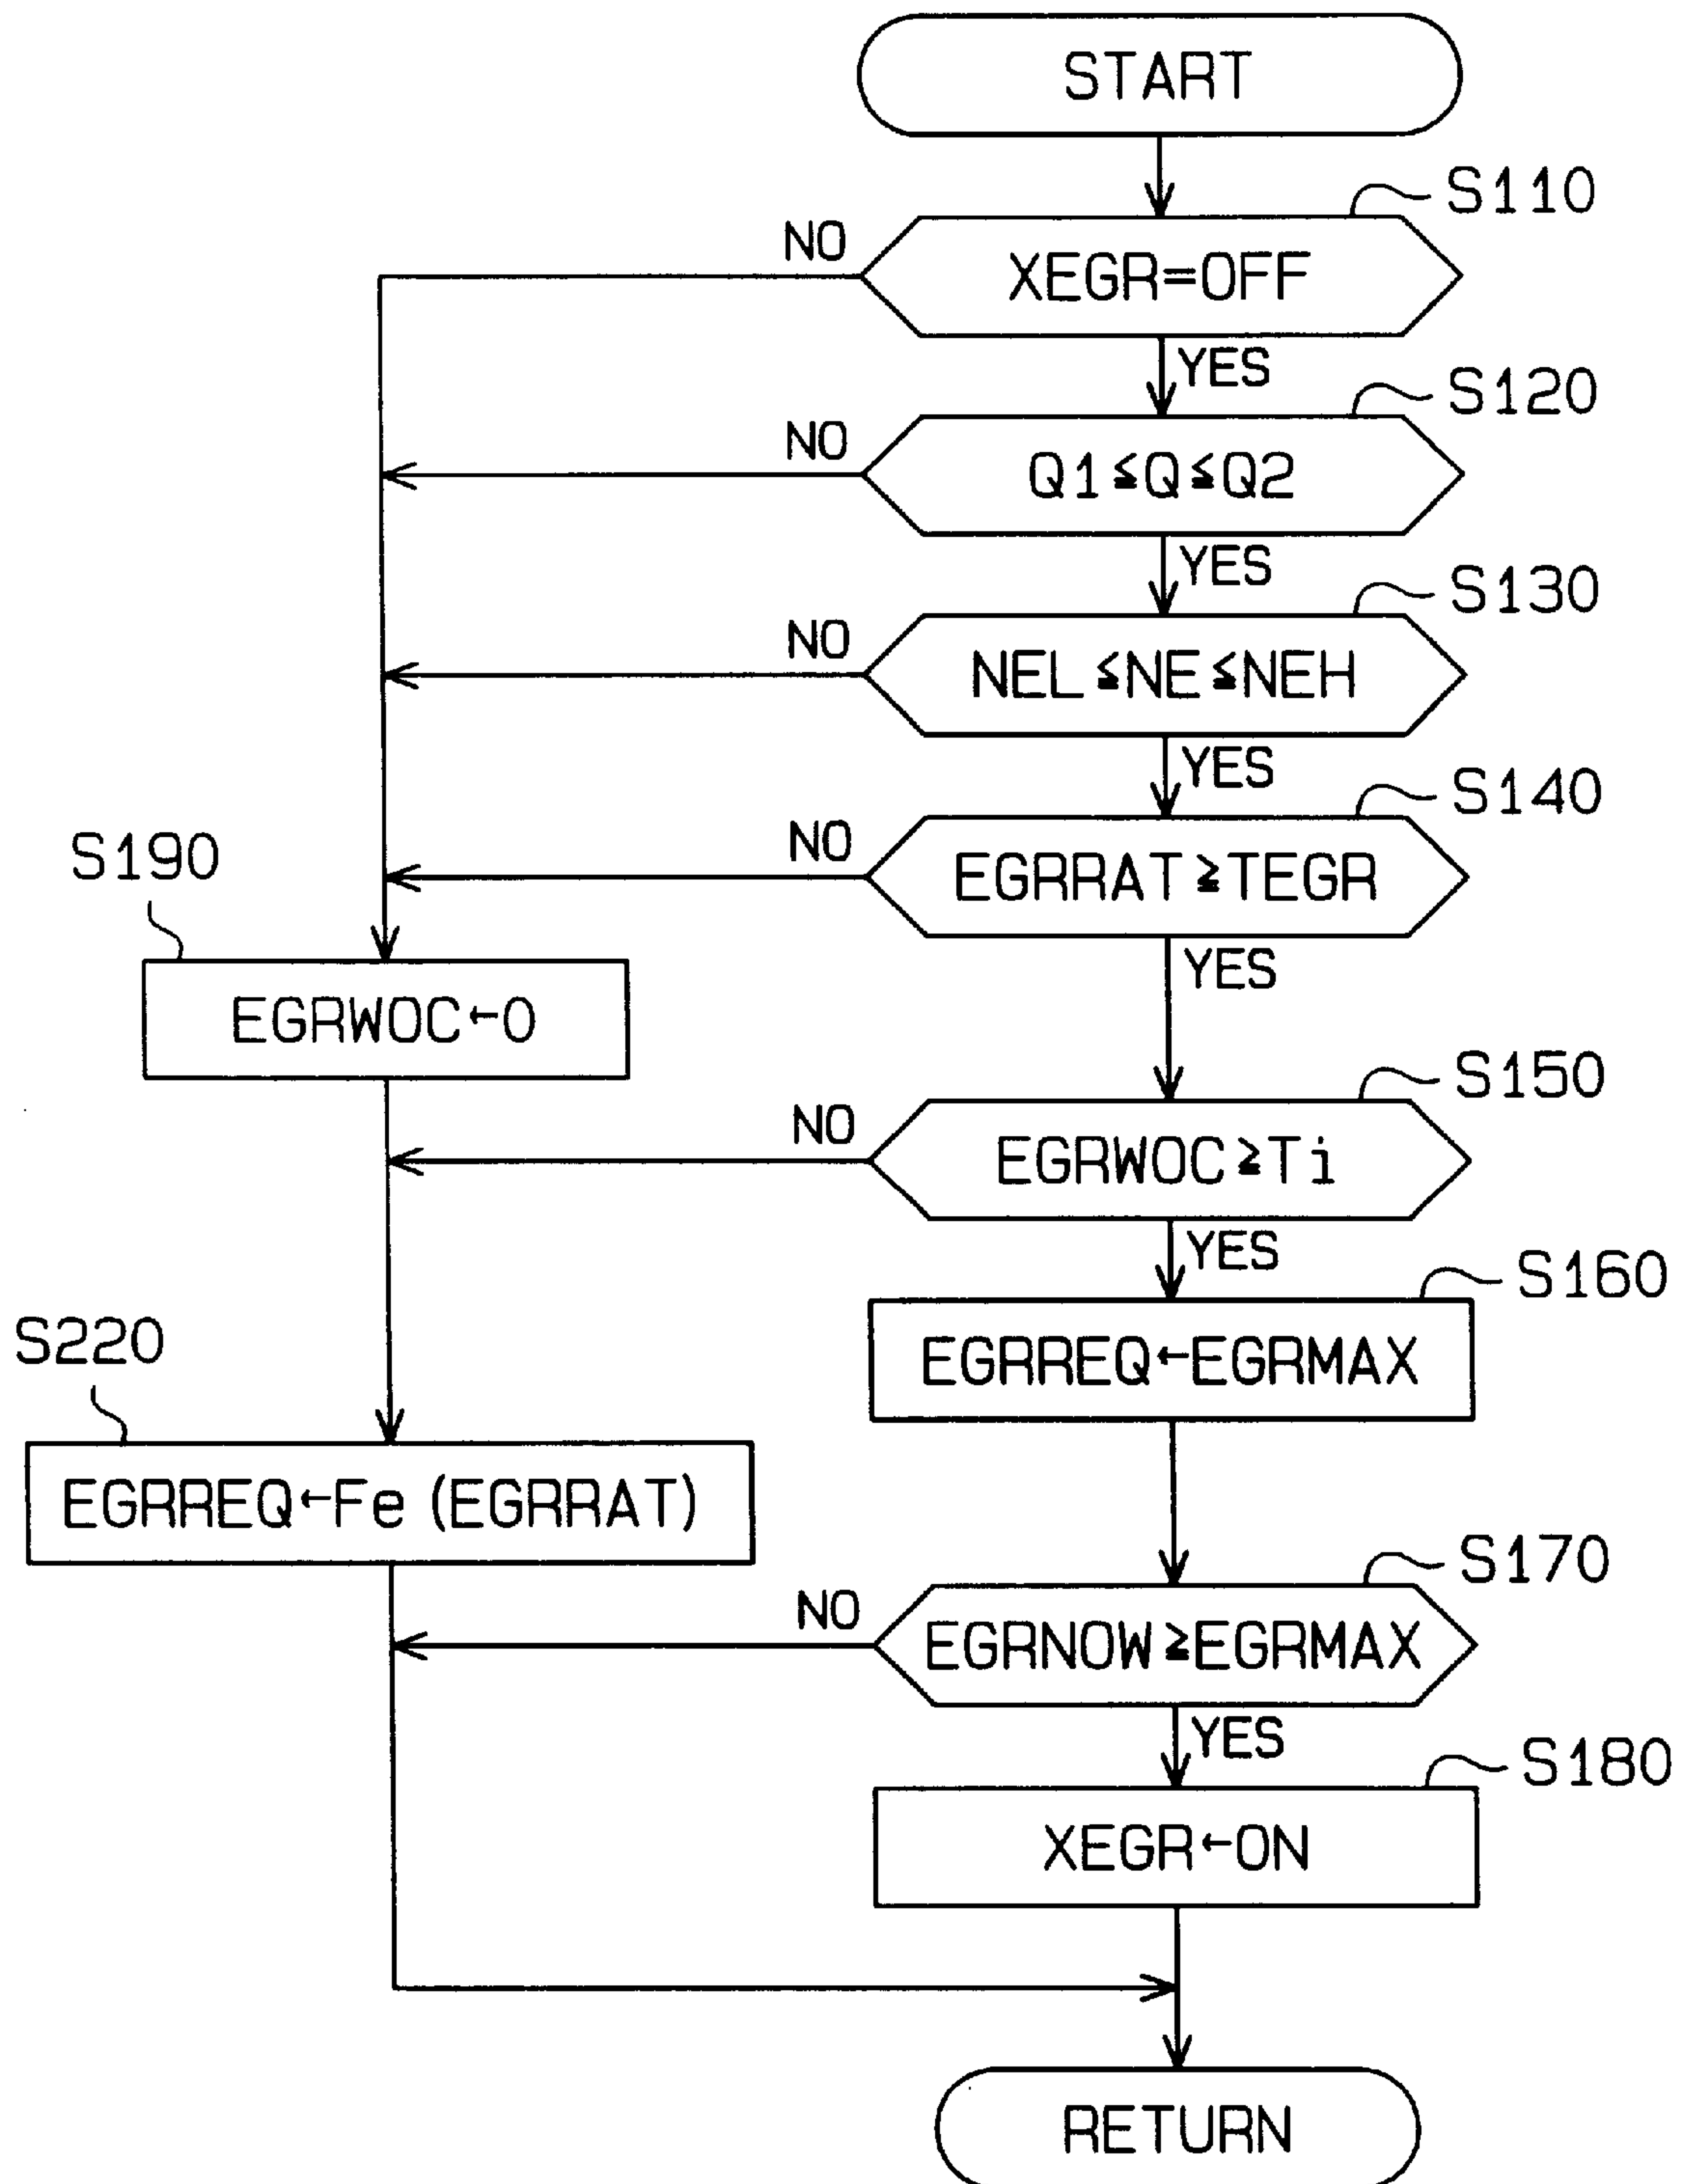 START
S110
NO
XEGR=OFF
YES
S120
NO
Q1≦Q≦Q2
YES
S130
NO
NEL≦NE≦NEH
YES
S140
NO
EGRRAT≧TEGR
YES
S190
EGRWOC←0
S150
NO
EGRWOC≧Ti
YES
S160
EGRREQ←EGRMAX
S220
EGRREQ←Fe (EGRRAT)
S170
NO
EGRNOW≧EGRMAX
YES
S180
XEGR←ON
RETURN